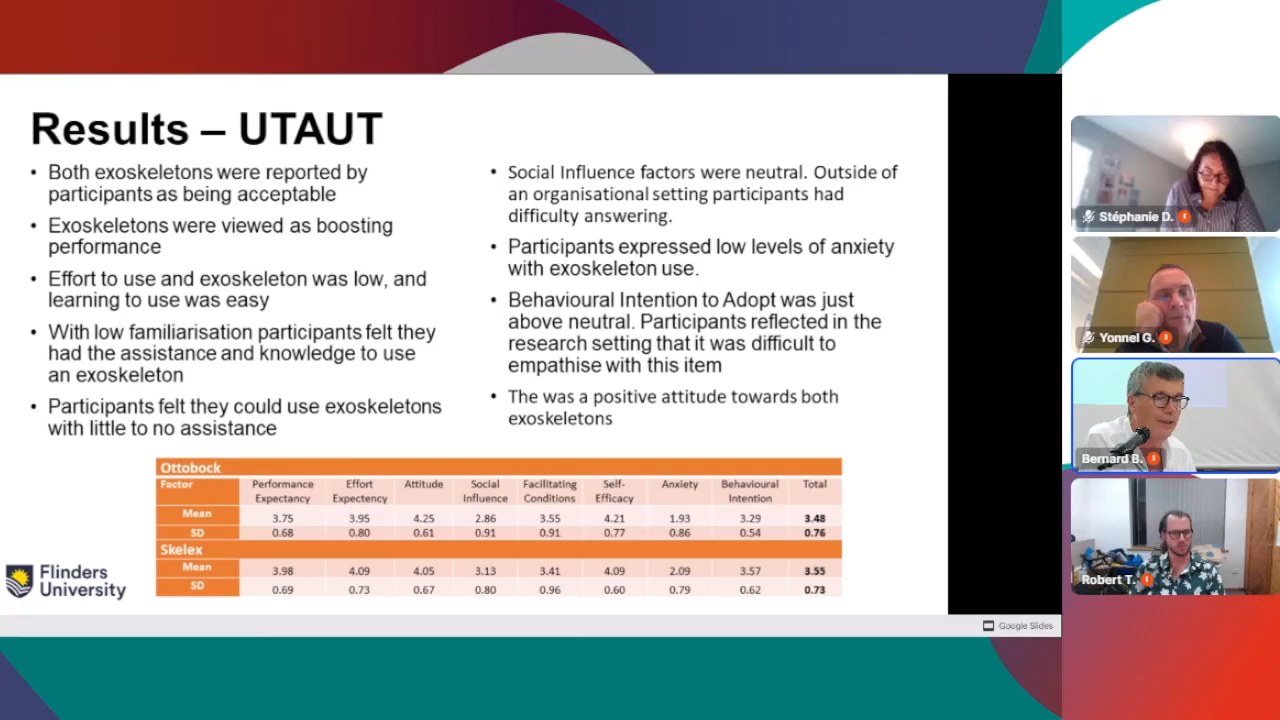 Results – UTAUT
• Both exoskeletons were reported by
participants as being acceptable
• Exoskeletons were viewed as boosting
performance
• Effort to use and exoskeleton was low, and
learning to use was easy
• With low familiarisation participants felt they
had the assistance and knowledge to use
an exoskeleton
• Participants felt they could use exoskeletons
with little to no assistance
• Social Influence factors were neutral. Outside of
an organisational setting participants had
difficulty answering.
• Participants expressed low levels of anxiety
with exoskeleton use.
• Behavioural Intention to Adopt was just
above neutral. Participants reflected in the
research setting that it was difficult to
empathise with this item
• The was a positive attitude towards both
exoskeletons
Ottobock
Factor Performance Expectancy Effort Expectency Attitude Social Influence Facilitating Conditions Self-Efficacy Anxiety Behavioural Intention Total
Mean 3.75 3.95 4.25 2.86 3.55 4.21 1.93 3.29 3.48
SD 0.68 0.80 0.61 0.91 0.91 0.77 0.86 0.54 0.76
Skelex
Mean 3.98 4.09 4.05 3.13 3.41 4.09 2.09 3.57 3.55
SD 0.69 0.73 0.67 0.80 0.96 0.60 0.79 0.62 0.73
Flinders
University
Google Slides
Stéphanie D.
Yonnel G.
Bernard B.
Robert T.